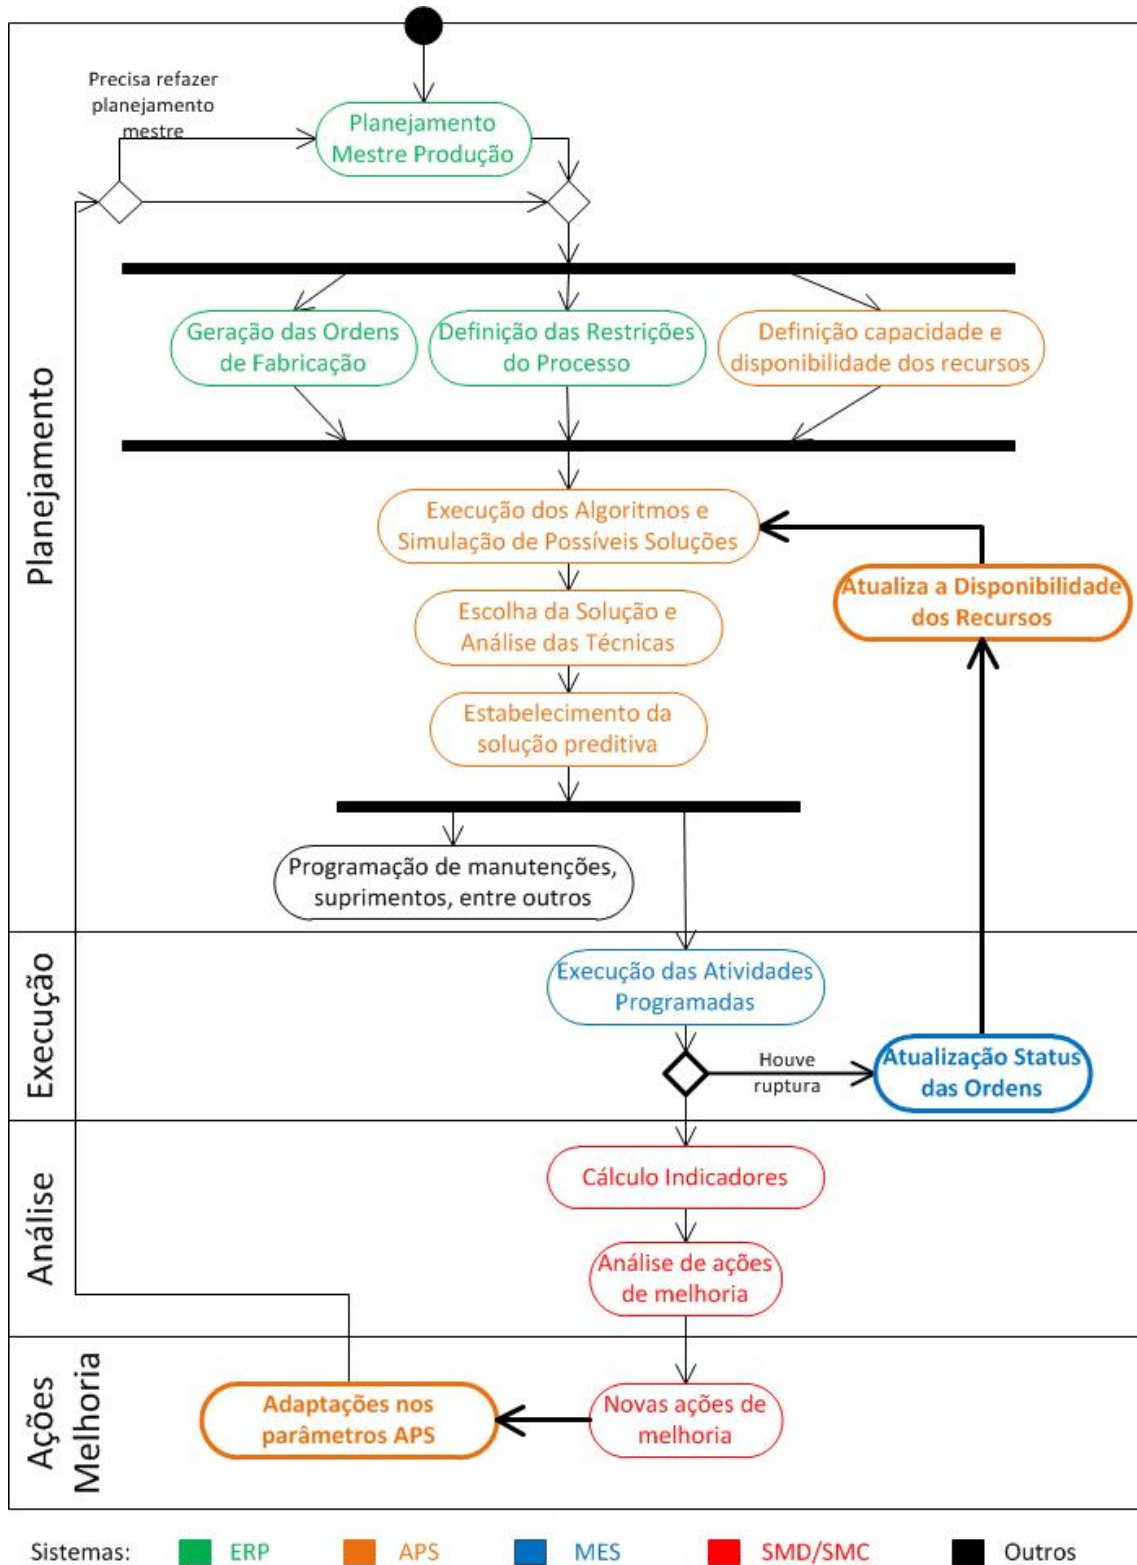 Precisa refazer
planejamento
mestre
Planejamento
Mestre Produção
Geração das Ordens
de Fabricação
Definição das Restrições
do Processo
Definição capacidade e
disponibilidade dos recursos
Planejamento
Execução dos Algoritmos e
Simulação de Possíveis Soluções
Atualiza a Disponibilidade
dos Recursos
Escolha da Solução e
Análise das Técnicas
Estabelecimento da
solução preditiva
Programação de manutenções,
suprimentos, entre outros
Execução
Execução das Atividades
Programadas
Houve
ruptura
Atualização Status
das Ordens
Análise
Cálculo Indicadores
Análise de ações
de melhoria
Ações
Melhoria
Adaptações nos
parâmetros APS
Novas ações de
melhoria
Sistemas: ERP APS MES SMD/SMC Outros